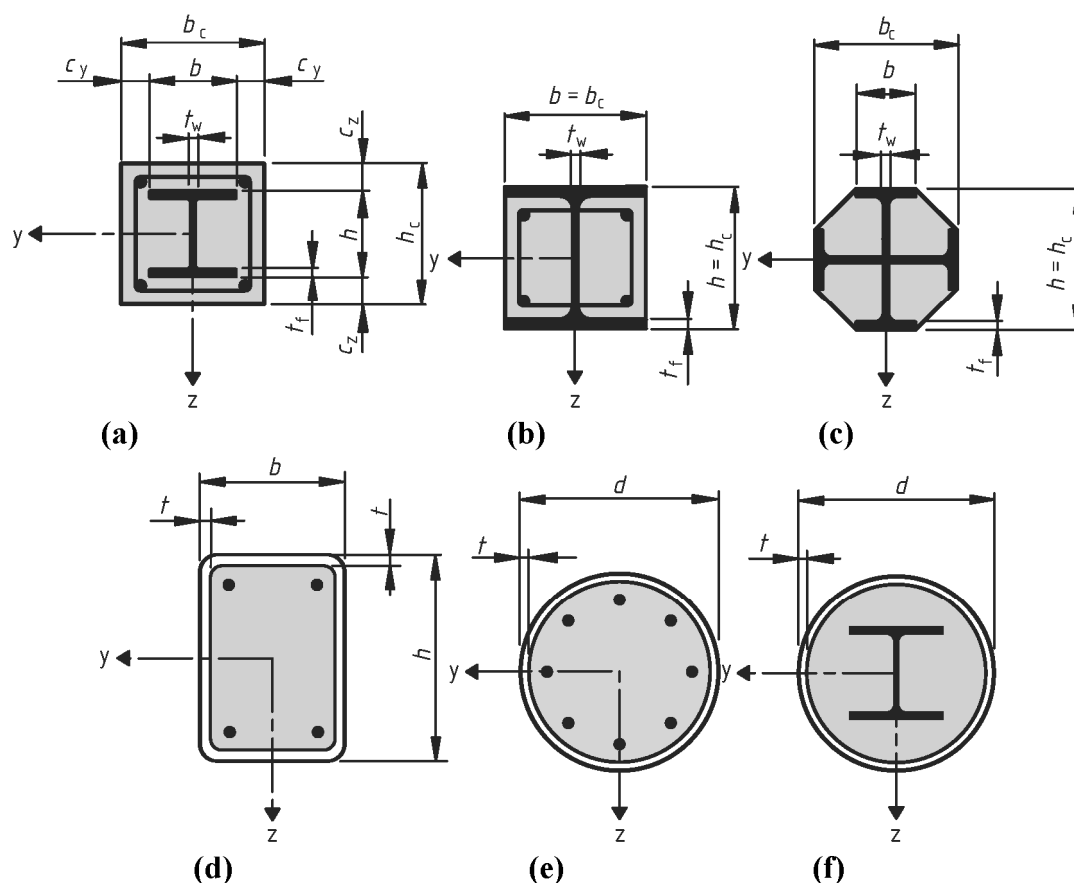 b_c
c_y b c_y
t_w
c_z
h
h_c
y
t_f
c_z
z
(a)
b = b_c
t_w
y
h = h_c
t_f
z
(b)
b_c
b
t_w
y
h = h_c
t_f
z
(c)
b
t
t
y
h
z
(d)
d
t
y
z
(e)
d
t
y
z
(f)